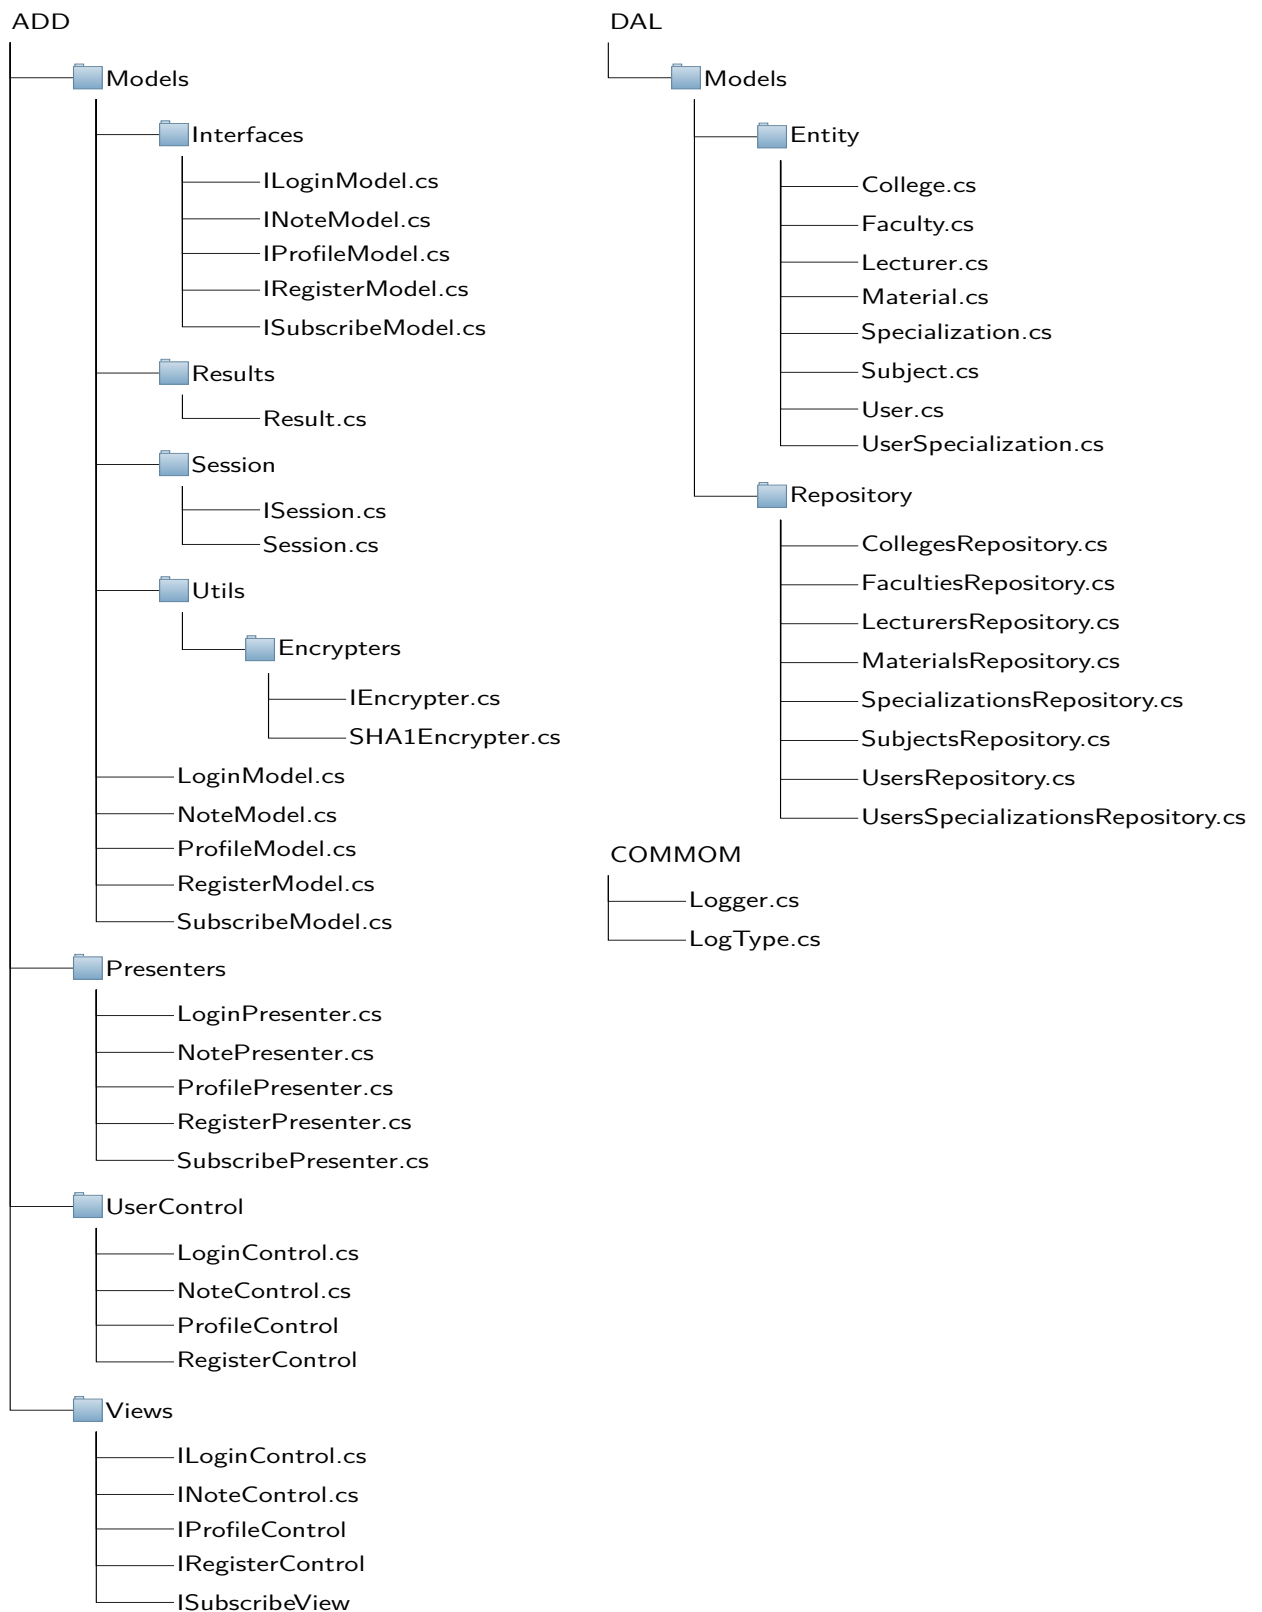 ADD
Models
Interfaces
ILoginModel.cs
INoteModel.cs
IProfileModel.cs
IRegisterModel.cs
ISubscribeModel.cs
Results
Result.cs
Session
ISession.cs
Session.cs
Utils
Encrypters
IEncrypter.cs
SHA1Encrypter.cs
LoginModel.cs
NoteModel.cs
ProfileModel.cs
RegisterModel.cs
SubscribeModel.cs
Presenters
LoginPresenter.cs
NotePresenter.cs
ProfilePresenter.cs
RegisterPresenter.cs
SubscribePresenter.cs
UserControl
LoginControl.cs
NoteControl.cs
ProfileControl
RegisterControl
Views
ILoginControl.cs
INoteControl.cs
IProfileControl
IRegisterControl
ISubscribeView
DAL
Models
Entity
College.cs
Faculty.cs
Lecturer.cs
Material.cs
Specialization.cs
Subject.cs
User.cs
UserSpecialization.cs
Repository
CollegesRepository.cs
FacultiesRepository.cs
LecturersRepository.cs
MaterialsRepository.cs
SpecializationsRepository.cs
SubjectsRepository.cs
UsersRepository.cs
UsersSpecializationsRepository.cs
COMMOM
Logger.cs
LogType.cs